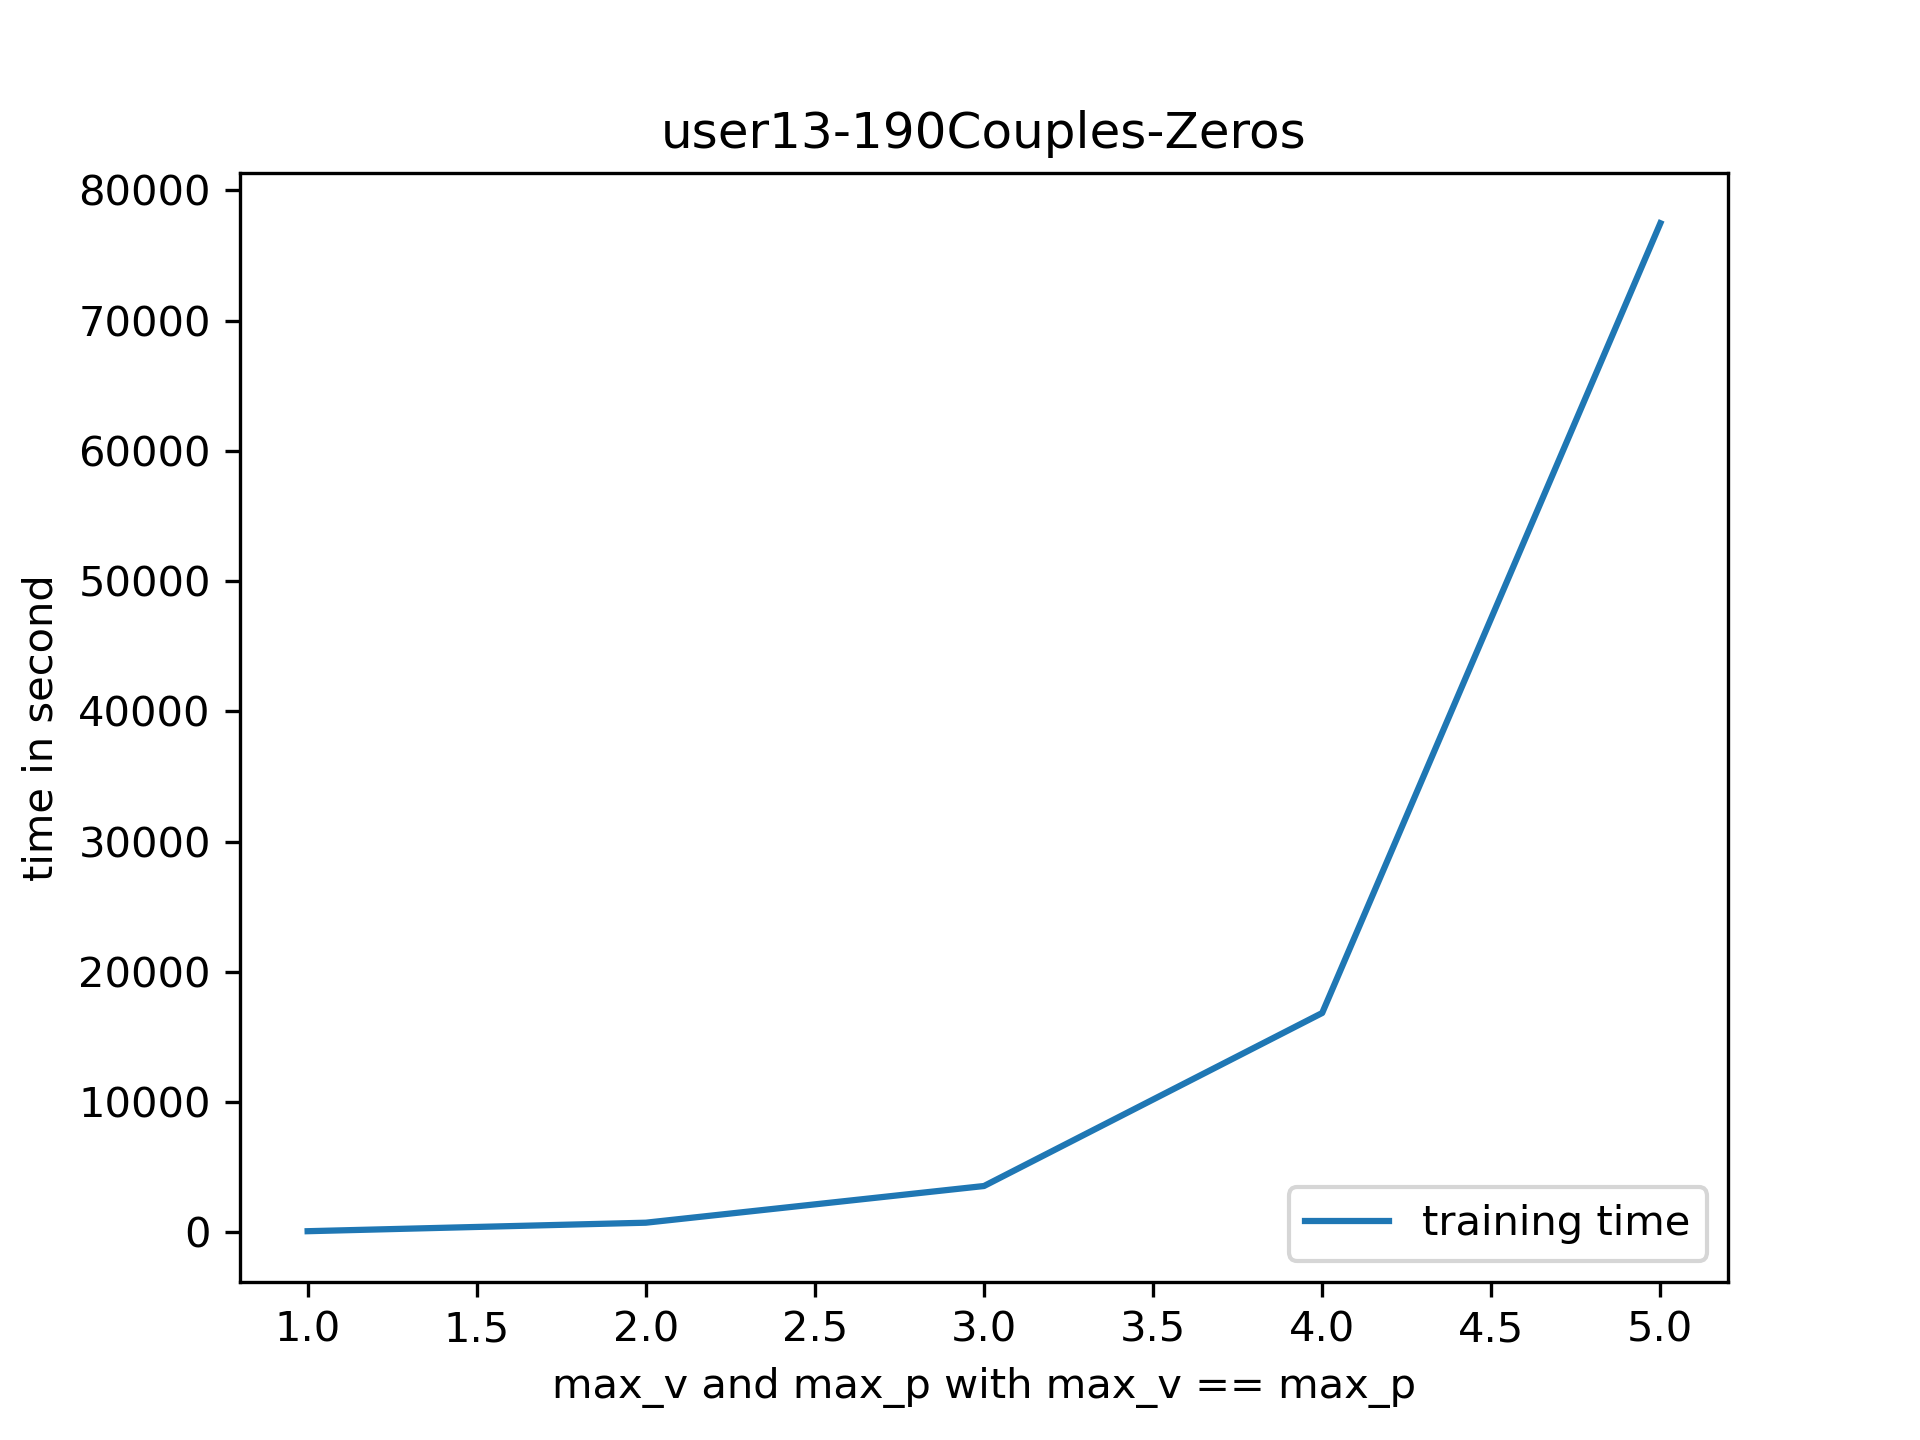 user13-190Couples-Zeros
80000
70000
60000
50000
40000
30000
20000
10000
0
time in second
training time
1.0 1.5 2.0 2.5 3.0 3.5 4.0 4.5 5.0
max_v and max_p with max_v == max_p